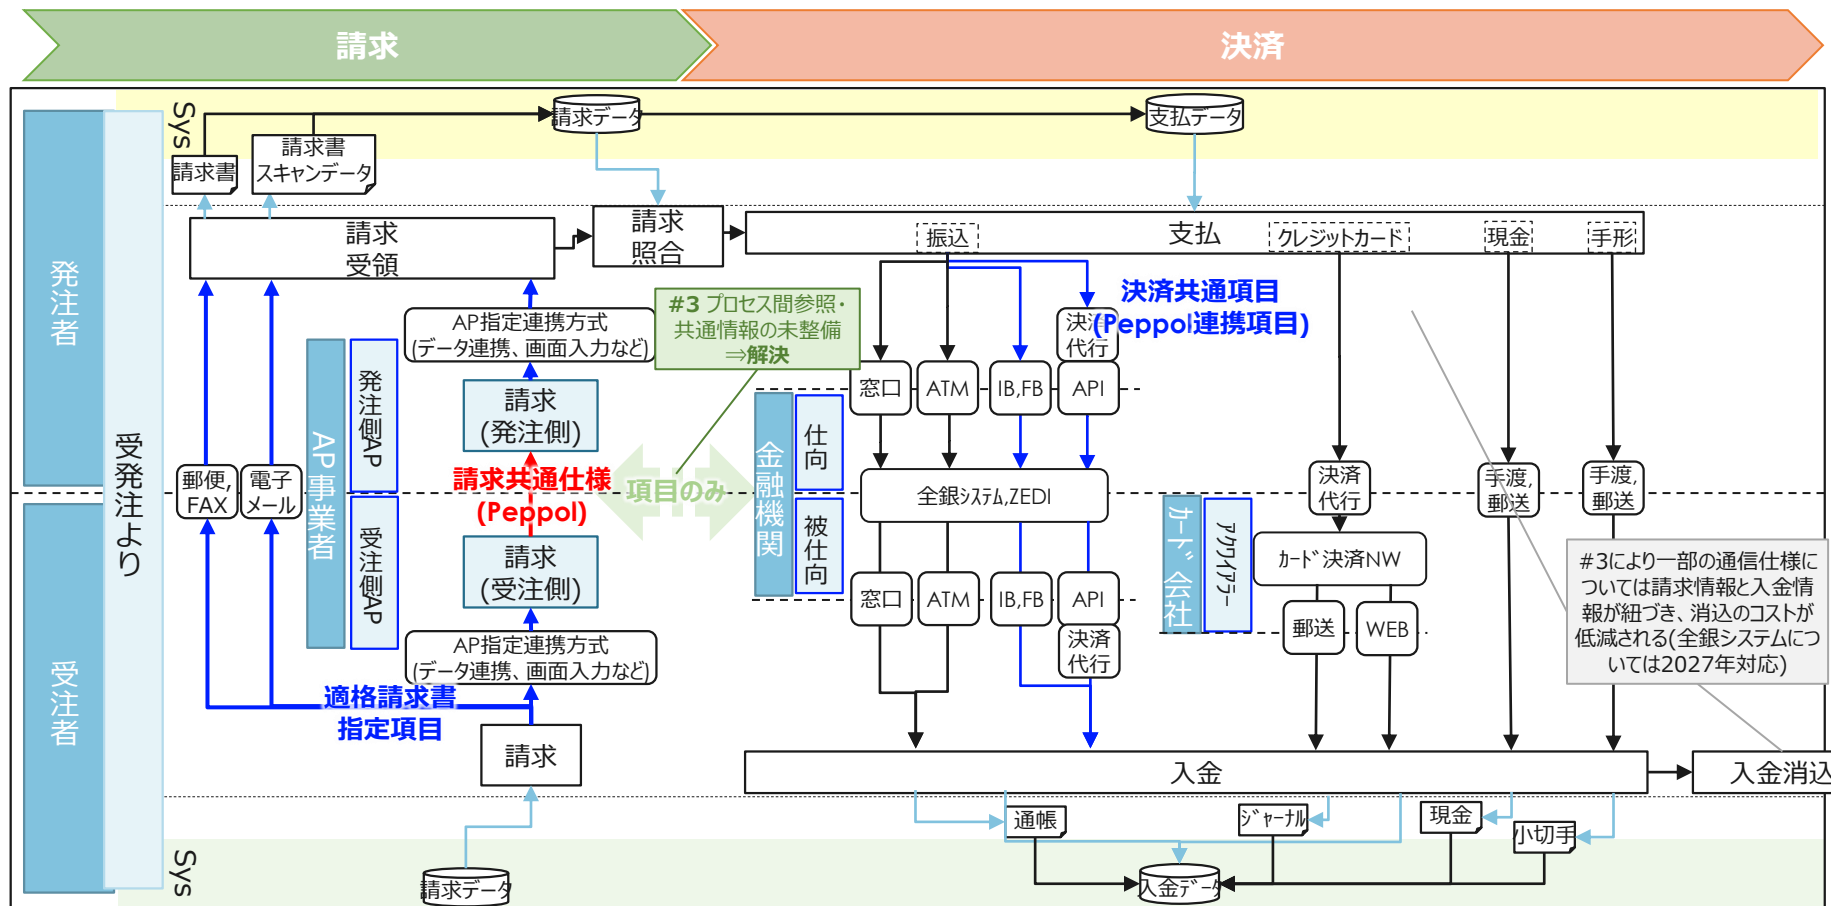 請求
決済
Sys
請求データ
支払データ
請求書
請求書
スキャンデータ
発注者
受発注より
請求
受領
請求
照合
支払
振込
クレジットカード
現金
手形
#3 プロセス間参照・
共通情報の未整備
⇒解決
決済共通項目
(Peppol連携項目)
決済
代行
AP指定連携方式
(データ連携、画面入力など)
AP事業者
発注側AP
請求
(発注側)
窓口
ATM
IB,FB
API
金融機関
仕向
郵便,
FAX
電子
メール
請求共通仕様
(Peppol)
項目のみ
全銀システム,ZEDI
決済
代行
手渡,
郵送
手渡,
郵送
受注者
受注側AP
請求
(受注側)
被仕向
窓口
ATM
IB,FB
API
決済
代行
カード会社
アクワイアラー
カード決済NW
郵送
WEB
#3により一部の通信仕様に
ついては請求情報と入金情
報が紐づき、消込のコストが
低減される(全銀システムにつ
いては2027年対応)
AP指定連携方式
(データ連携、画面入力など)
適格請求書
指定項目
請求
入金
入金消込
通帳
ジャーナル
現金
小切手
Sys
請求データ
入金データ